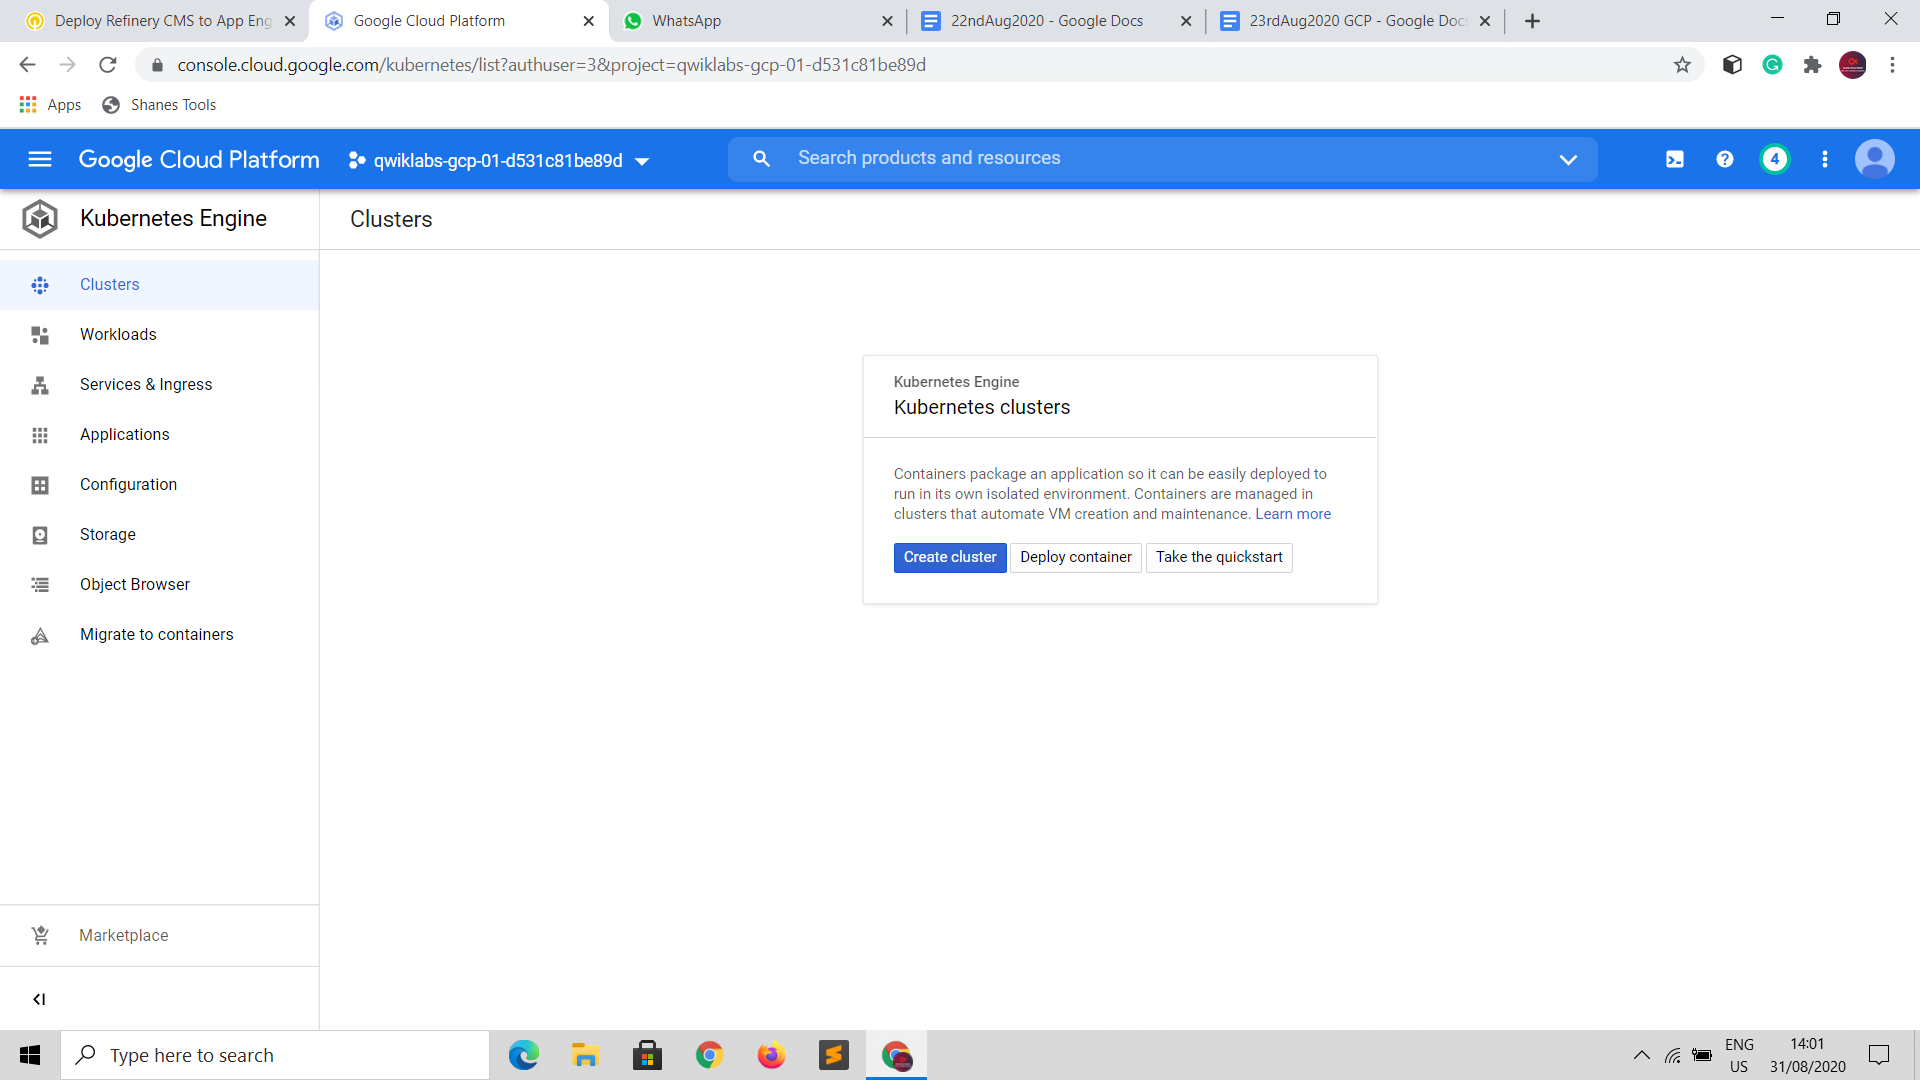 Deploy Refinery CMS to App Eng
Google Cloud Platform
WhatsApp
22ndAug2020 - Google Docs
23rdAug2020 GCP - Google Docs
console.cloud.google.com/kubernetes/list?authuser=3&project=qwiklabs-gcp-01-d531c81be89d
Apps
Shanes Tools
Google Cloud Platform
qwiklabs-gcp-01-d531c81be89d
Search products and resources
4
Kubernetes Engine
Clusters
Clusters
Workloads
Services & Ingress
Applications
Configuration
Storage
Object Browser
Migrate to containers
Marketplace
Kubernetes Engine
Kubernetes clusters
Containers package an application so it can be easily deployed to
run in its own isolated environment. Containers are managed in
clusters that automate VM creation and maintenance. Learn more
Create cluster
Deploy container
Take the quickstart
Type here to search
ENG
US
14:01
31/08/2020